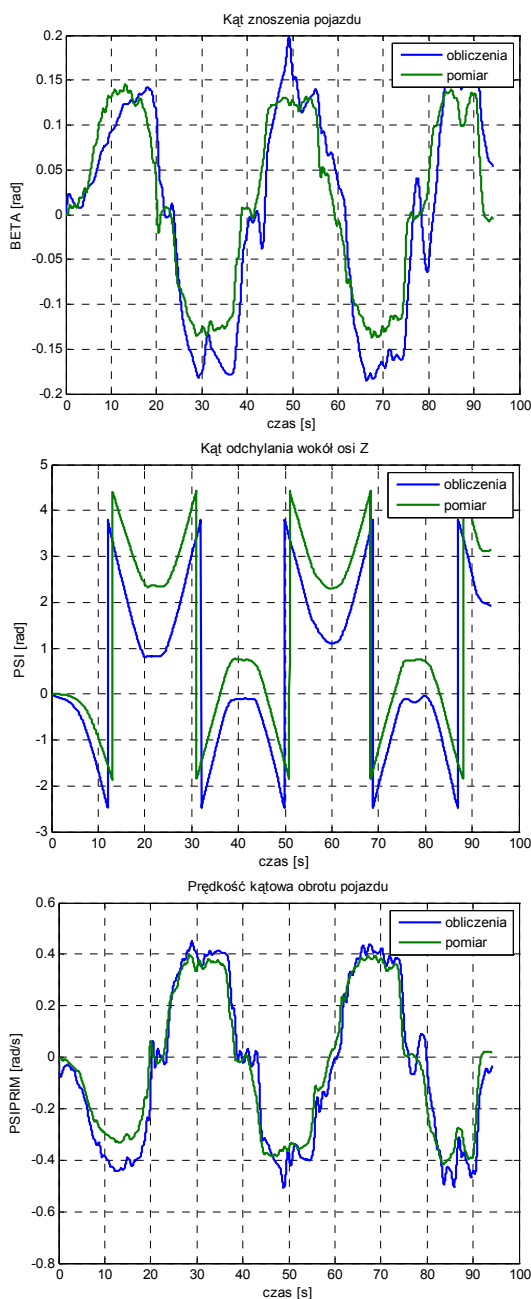 Kąt znoszenia pojazdu
0.2
0.15
0.1
0.05
0
-0.05
-0.1
-0.15
-0.2
BETA [rad]
obliczenia
pomiar
0 10 20 30 40 50 60 70 80 90 100
czas [s]
Kąt odchylania wokół osi Z
5
4
3
2
1
0
-1
-2
-3
PSI [rad]
obliczenia
pomiar
0 10 20 30 40 50 60 70 80 90 100
czas [s]
Prędkość kątowa obrotu pojazdu
0.6
0.4
0.2
0
-0.2
-0.4
-0.6
-0.8
PSIPRIM [rad/s]
obliczenia
pomiar
0 10 20 30 40 50 60 70 80 90 100
czas [s]